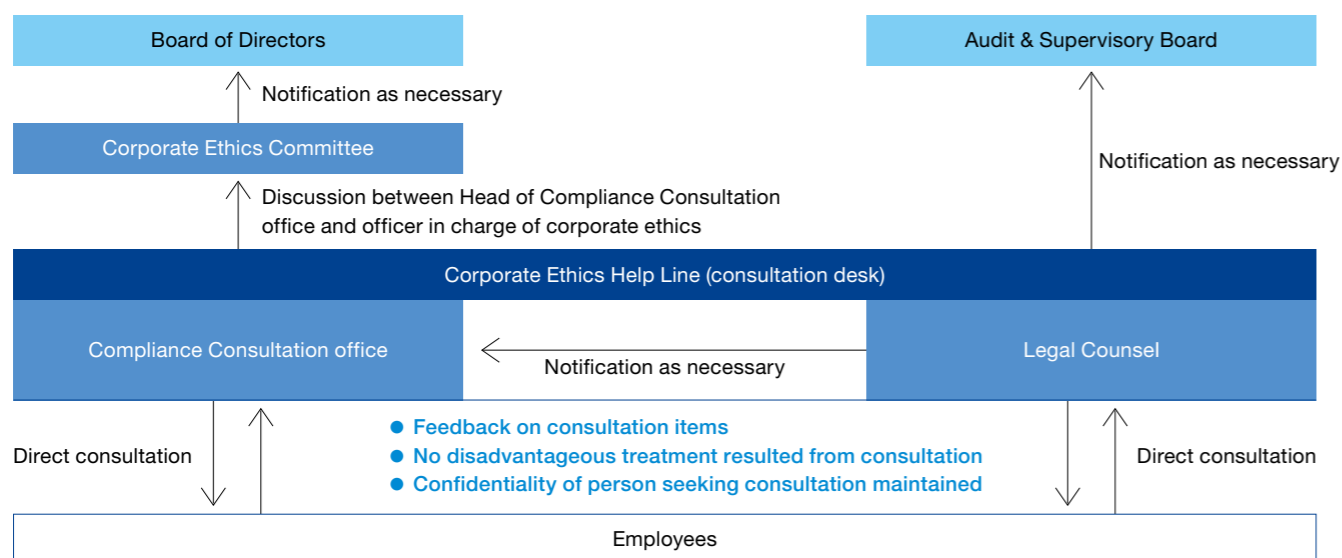 Board of Directors
Audit & Supervisory Board
Notification as necessary
Corporate Ethics Committee
Notification as necessary
Discussion between Head of Compliance Consultation
office and officer in charge of corporate ethics
Corporate Ethics Help Line (consultation desk)
Compliance Consultation office
Notification as necessary
Legal Counsel
Direct consultation
● Feedback on consultation items
● No disadvantageous treatment resulted from consultation
● Confidentiality of person seeking consultation maintained
Direct consultation
Employees